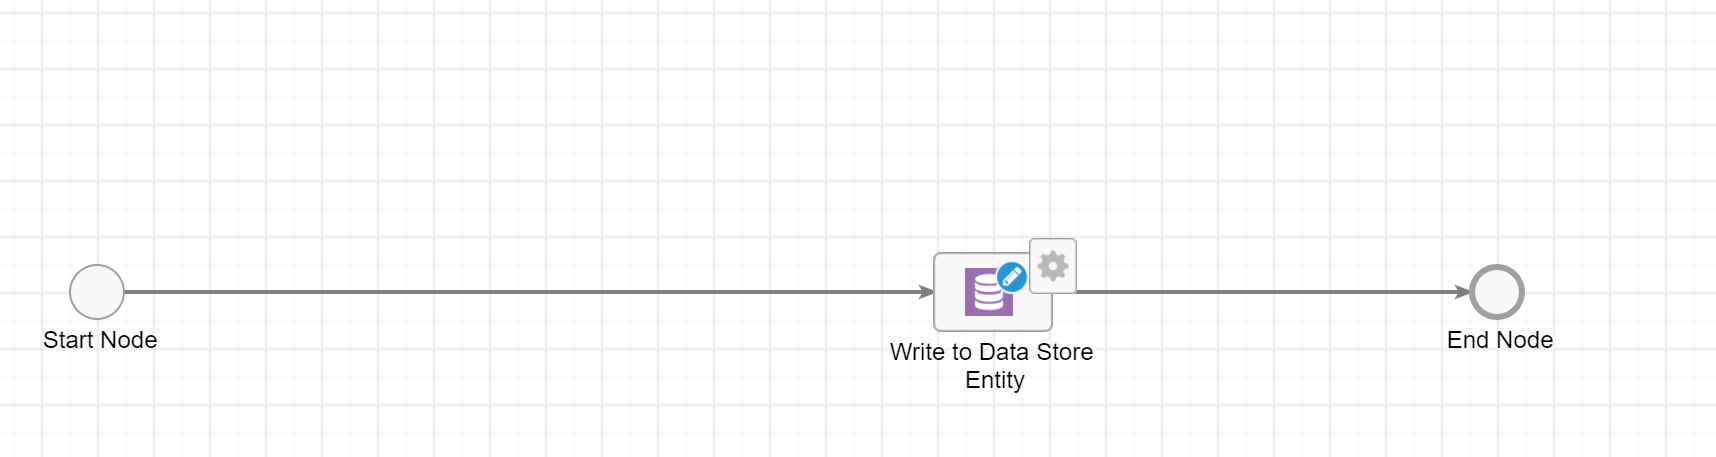 Start Node
Write to Data Store
Entity
End Node